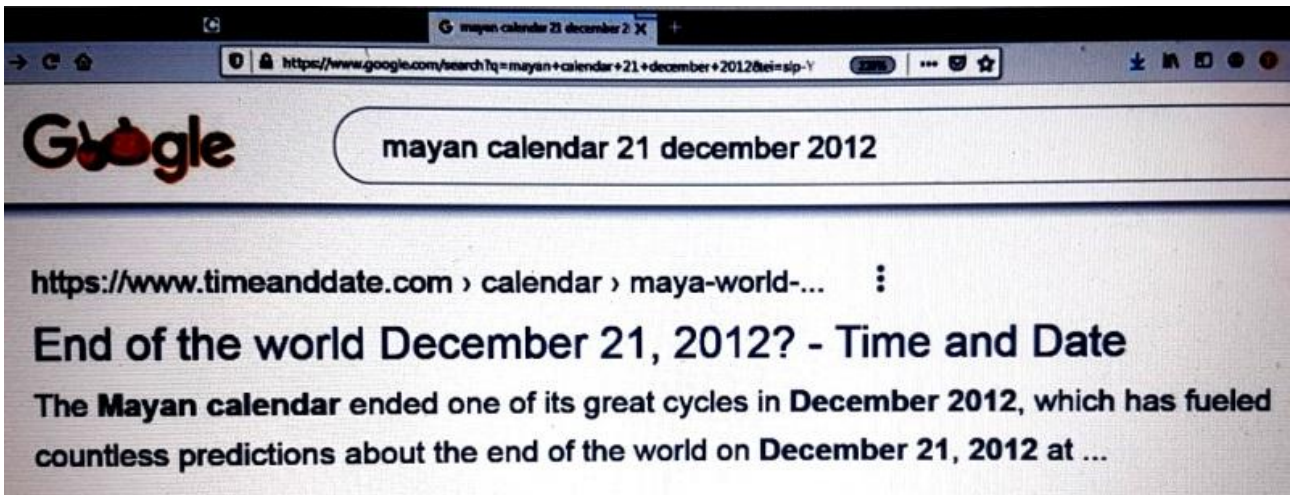 mayan calendar 21 december 2
https://www.google.com/search?q=mayan+calendar+21+december+2012&ei=slp-Y
Google
mayan calendar 21 december 2012
https://www.timeanddate.com › calendar › maya-world-...
End of the world December 21, 2012? - Time and Date
The Mayan calendar ended one of its great cycles in December 2012, which has fueled
countless predictions about the end of the world on December 21, 2012 at ...